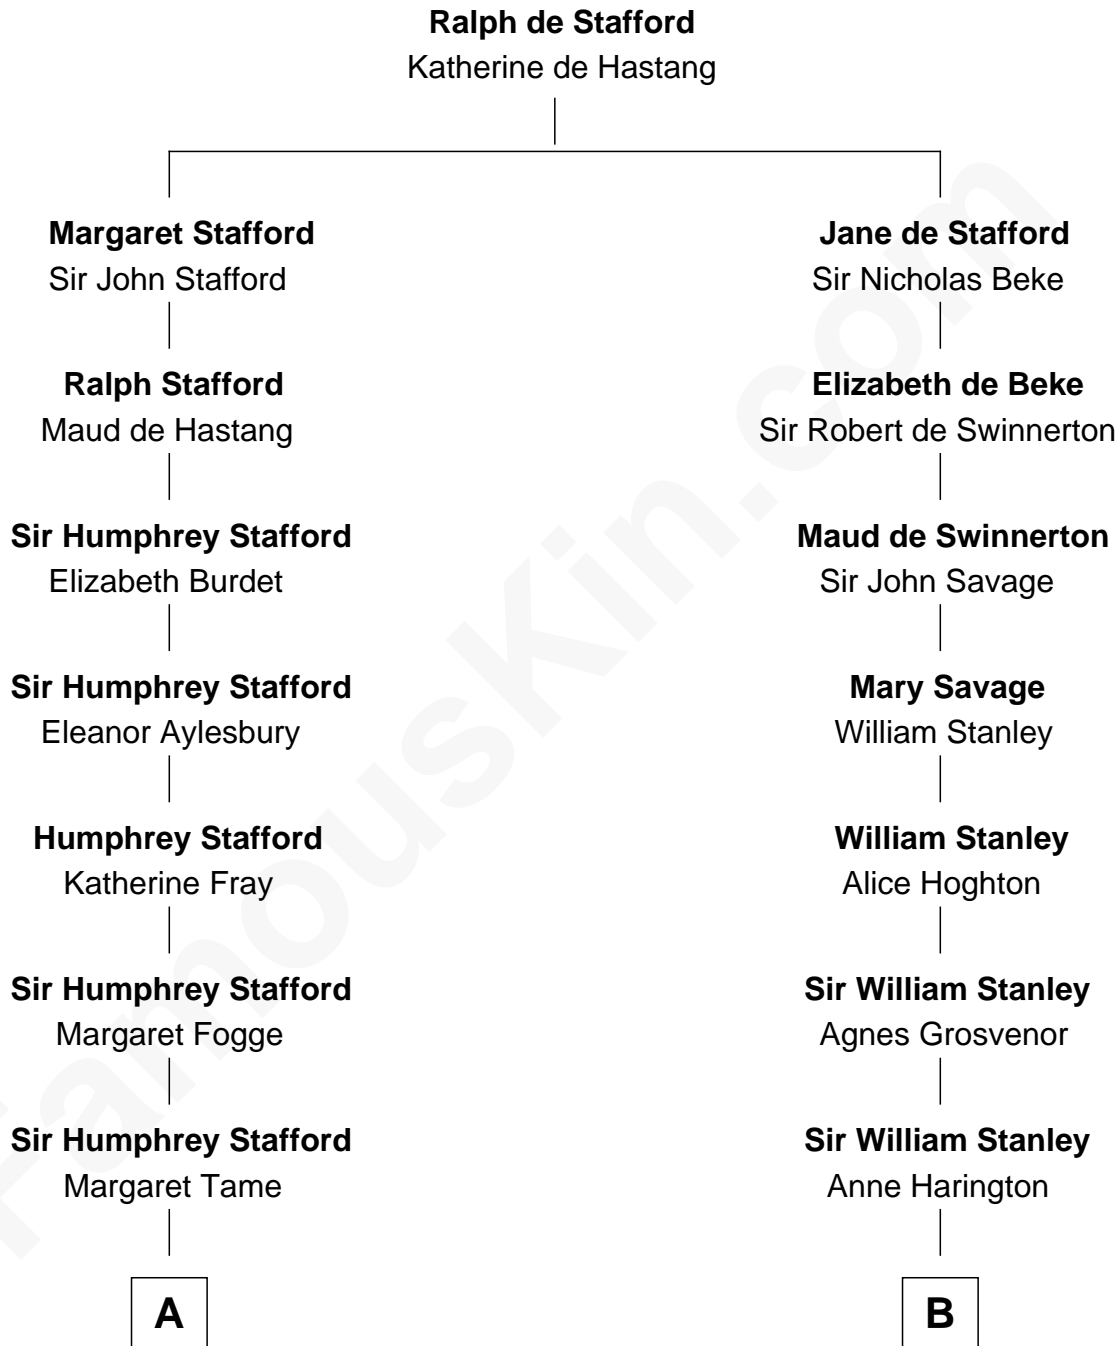 Ralph de Stafford
Katherine de Hastang
Margaret Stafford
Sir John Stafford
Jane de Stafford
Sir Nicholas Beke
Ralph Stafford
Maud de Hastang
Elizabeth de Beke
Sir Robert de Swinnerton
Sir Humphrey Stafford
Elizabeth Burdet
Maud de Swinnerton
Sir John Savage
Sir Humphrey Stafford
Eleanor Aylesbury
Mary Savage
William Stanley
Humphrey Stafford
Katherine Fray
William Stanley
Alice Hoghton
Sir Humphrey Stafford
Margaret Fogge
Sir William Stanley
Agnes Grosvenor
Sir Humphrey Stafford
Margaret Tame
Sir William Stanley
Anne Harington
A
B
FamousKin.com